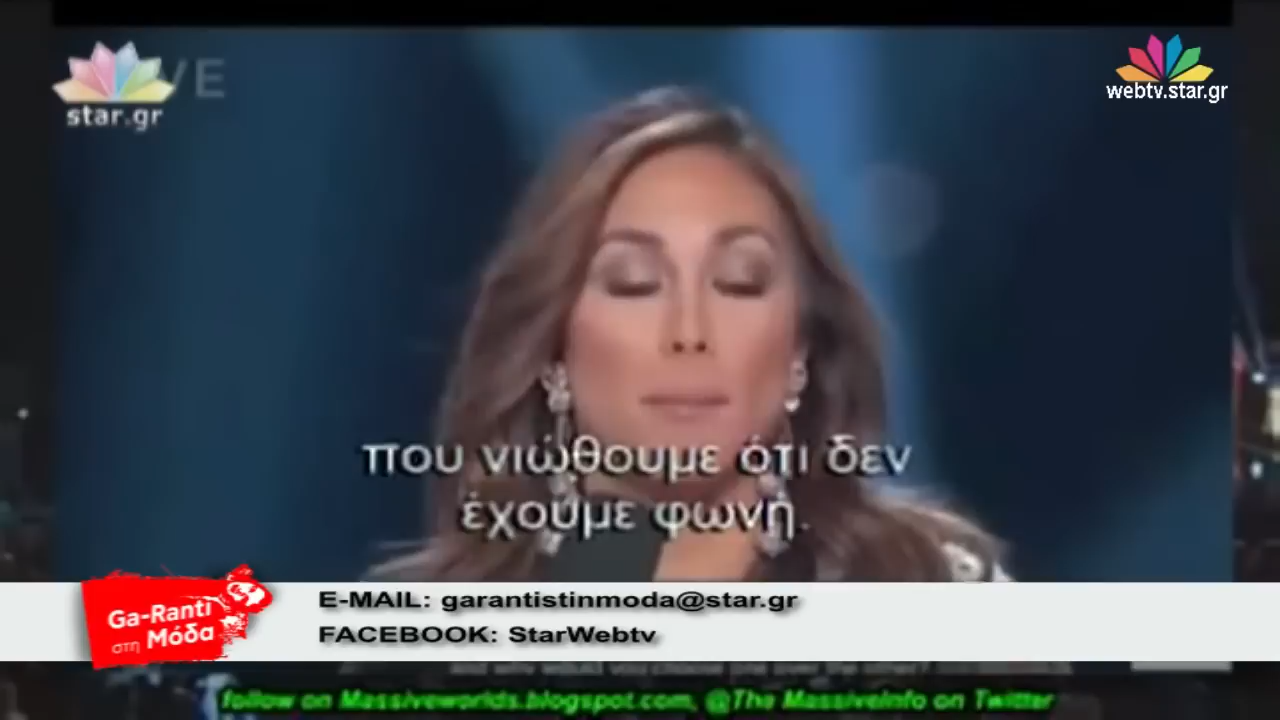 VE
star.gr
webtv.star.gr
που νιώθουμε ότι δεν
έχουμε φωνή.
Ga-Ranti
στη Μόδα
E-MAIL: garantistinmoda@star.gr
FACEBOOK: StarWebtv
follow on Massiveworlds.blogspot.com, @The MassiveInfo on Twitter